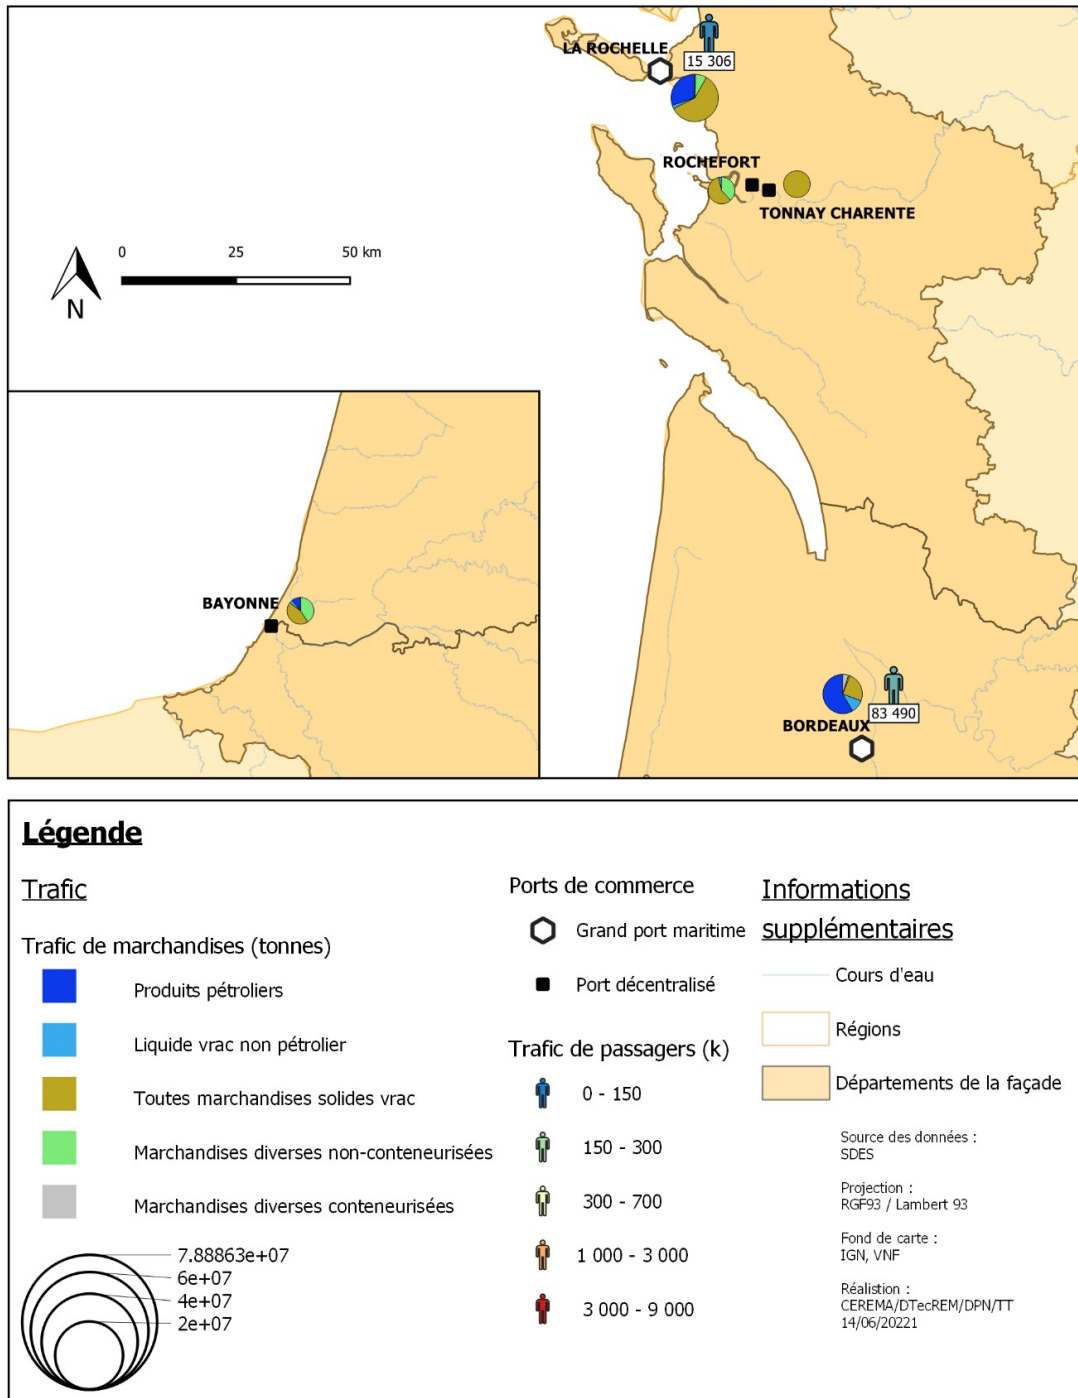 LA ROCHELLE
15 306
ROCHEFORT
TONNAY CHARENTE
0 25 50 km
N
BAYONNE
BORDEAUX
83 490
Légende
Trafic
Trafic de marchandises (tonnes)
Produits pétroliers
Liquide vrac non pétrolier
Toutes marchandises solides vrac
Marchandises diverses non-conteneurisées
Marchandises diverses conteneurisées
7.88863e+07
6e+07
4e+07
2e+07
Ports de commerce
Grand port maritime
Port décentralisé
Trafic de passagers (k)
0 - 150
150 - 300
300 - 700
1 000 - 3 000
3 000 - 9 000
Informations
supplémentaires
Cours d'eau
Régions
Départements de la façade
Source des données :
SDES
Projection :
RGF93 / Lambert 93
Fond de carte :
IGN, VNF
Réalistion :
CEREMA/DTecREM/DPN/TT
14/06/20221